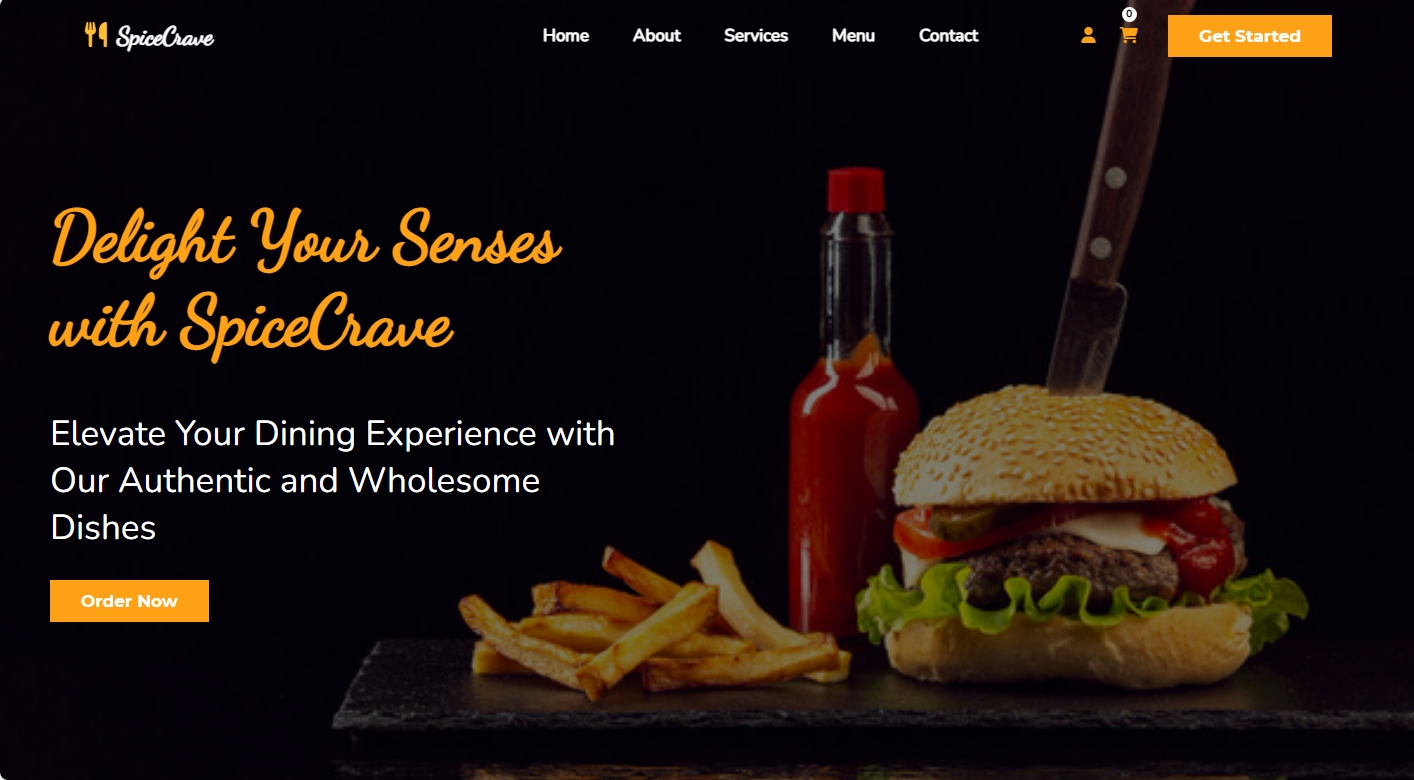 SpiceCrave
Home About Services Menu Contact
0
Get Started
Delight Your Senses
with SpiceCrave
Elevate Your Dining Experience with
Our Authentic and Wholesome
Dishes
Order Now